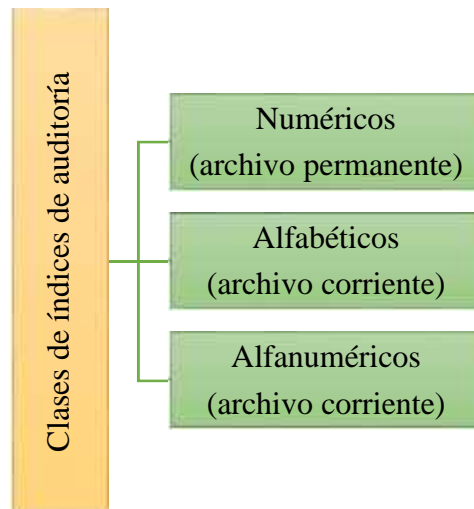 Clases de índices de auditoría
Numéricos
(archivo permanente)
Alfabéticos
(archivo corriente)
Alfanuméricos
(archivo corriente)